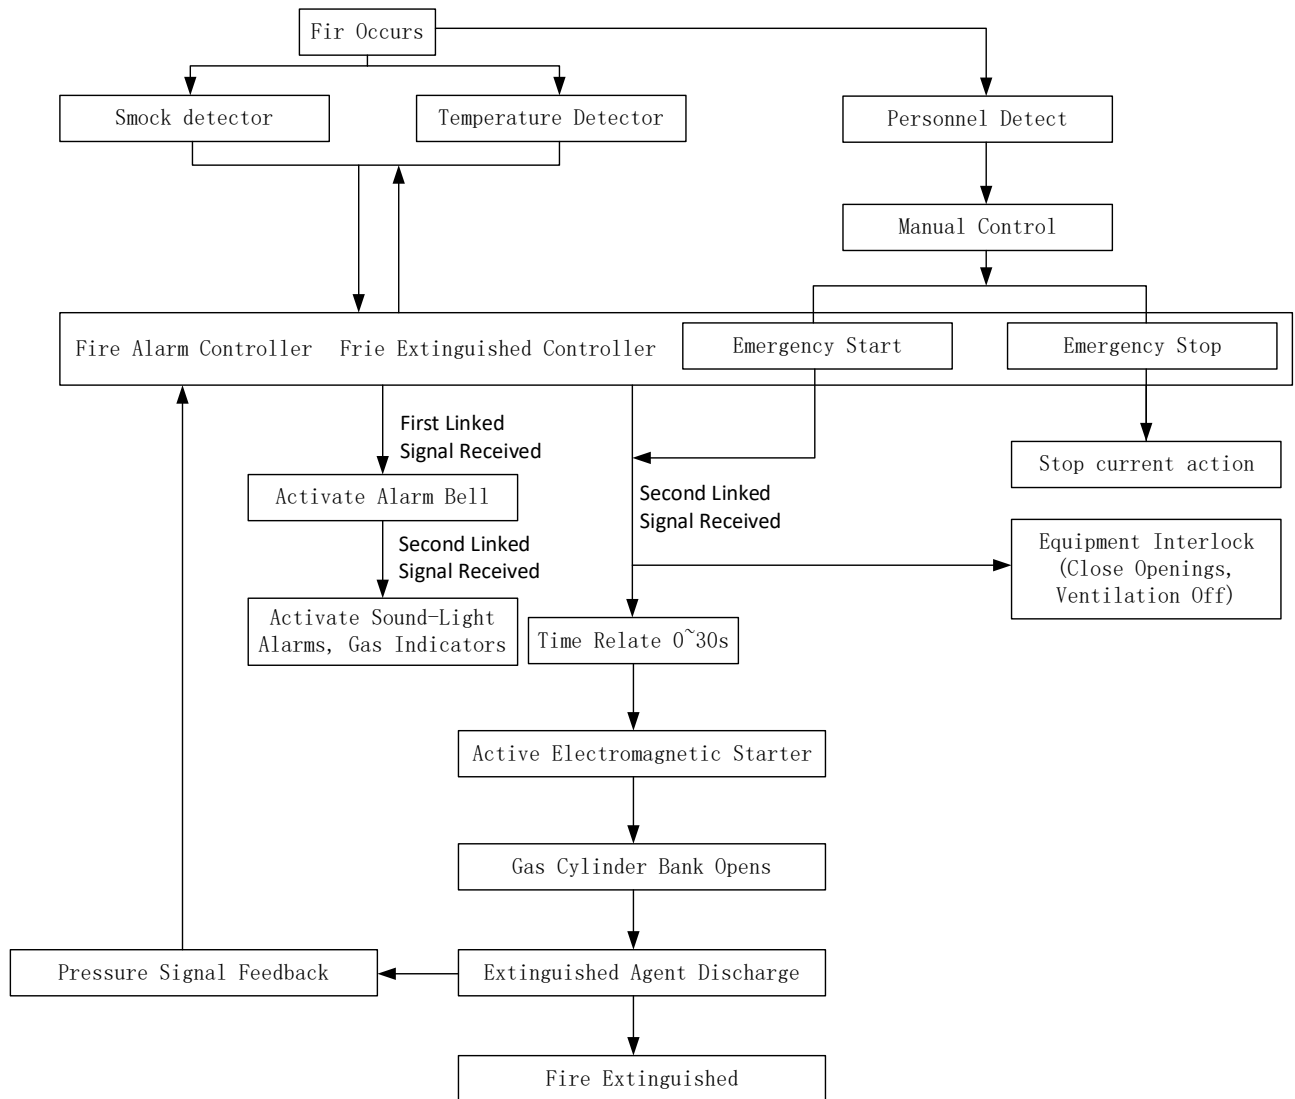 Fir Occurs
Smock detector
Temperature Detector
Personnel Detect
Manual Control
Fire Alarm Controller
Frie Extinguished Controller
Emergency Start
Emergency Stop
First Linked
Signal Received
Stop current action
Activate Alarm Bell
Second Linked
Signal Received
Second Linked
Signal Received
Equipment Interlock
(Close Openings,
Ventilation Off)
Activate Sound-Light
Alarms, Gas Indicators
Time Relate 0~30s
Active Electromagnetic Starter
Gas Cylinder Bank Opens
Pressure Signal Feedback
Extinguished Agent Discharge
Fire Extinguished